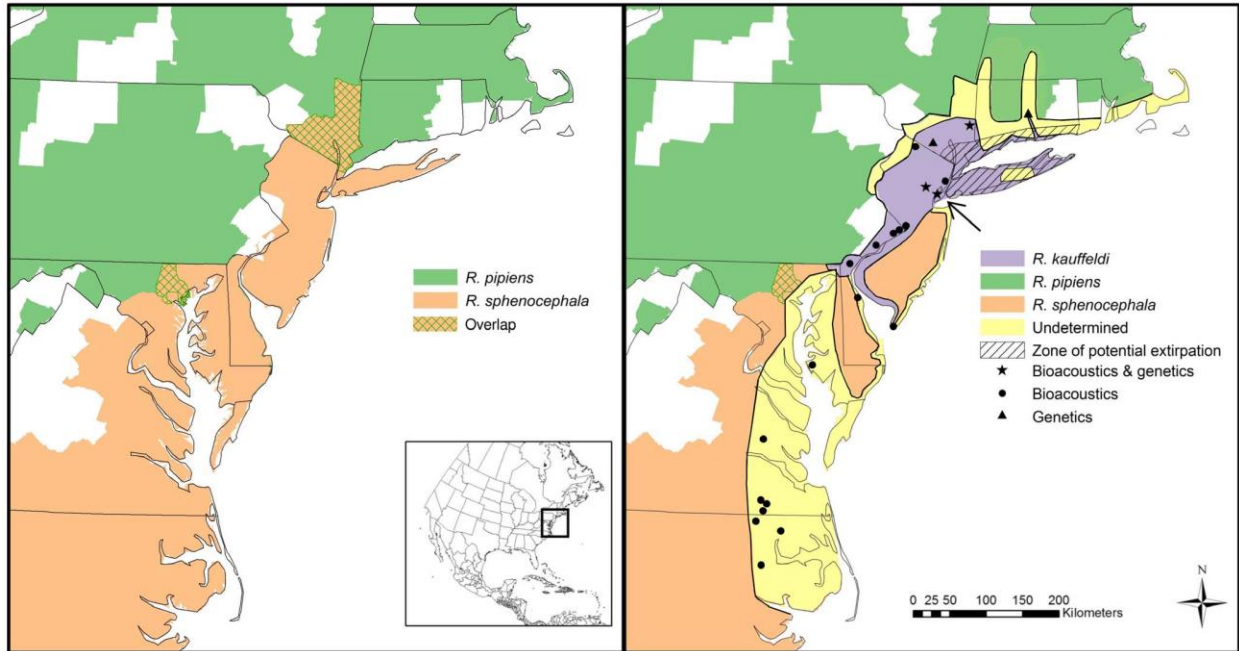 R. pipiens
R. sphenocephala
Overlap
R. kauffeldi
R. pipiens
R. sphenocephala
Undetermined
Zone of potential extirpation
Bioacoustics & genetics
Bioacoustics
Genetics
N
0 25 50 100 150 200
Kilometers